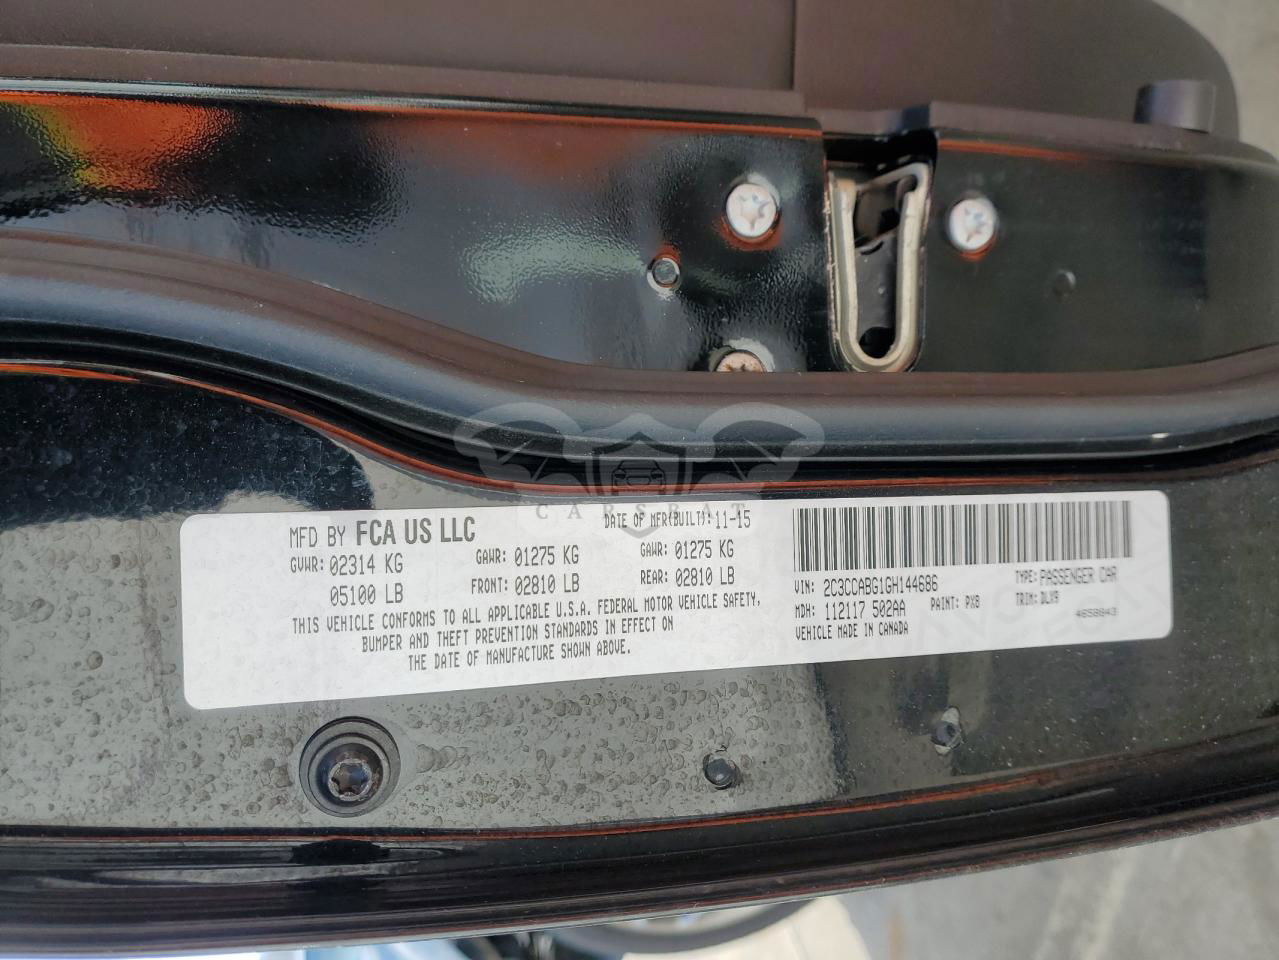 CARSBAT
MFD BY FCA US LLC DATE OF MFR(BUILT): 11-15
GVWR: 02314 KG GAWR: 01275 KG GAWR: 01275 KG
05100 LB FRONT: 02810 LB REAR: 02810 LB
THIS VEHICLE CONFORMS TO ALL APPLICABLE U.S.A. FEDERAL MOTOR VEHICLE SAFETY,
BUMPER AND THEFT PREVENTION STANDARDS IN EFFECT ON
THE DATE OF MANUFACTURE SHOWN ABOVE.
VIN: 2C3CCABG1GH144686 TYPE: PASSENGER CAR
MDH: 112117 502AA PAINT: PX8 TRIM: DLX9
VEHICLE MADE IN CANADA 4658843